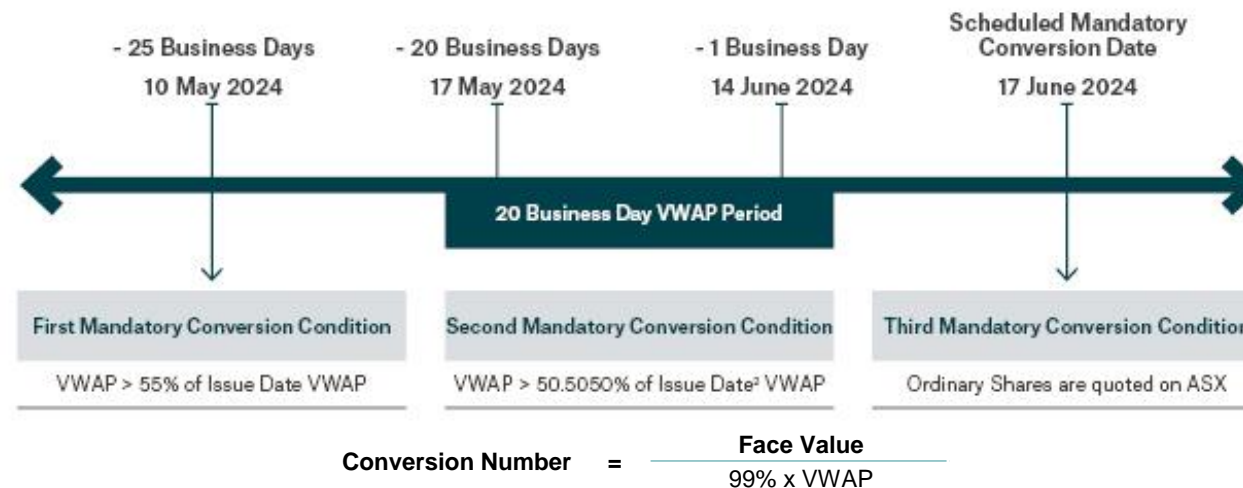 - 25 Business Days
10 May 2024
- 20 Business Days
17 May 2024
- 1 Business Day
14 June 2024
Scheduled Mandatory
Conversion Date
17 June 2024
20 Business Day VWAP Period
First Mandatory Conversion Condition
VWAP > 55% of Issue Date VWAP
Second Mandatory Conversion Condition
VWAP > 50.5050% of Issue Date² VWAP
Third Mandatory Conversion Condition
Ordinary Shares are quoted on ASX
Conversion Number = Face Value
99% x VWAP